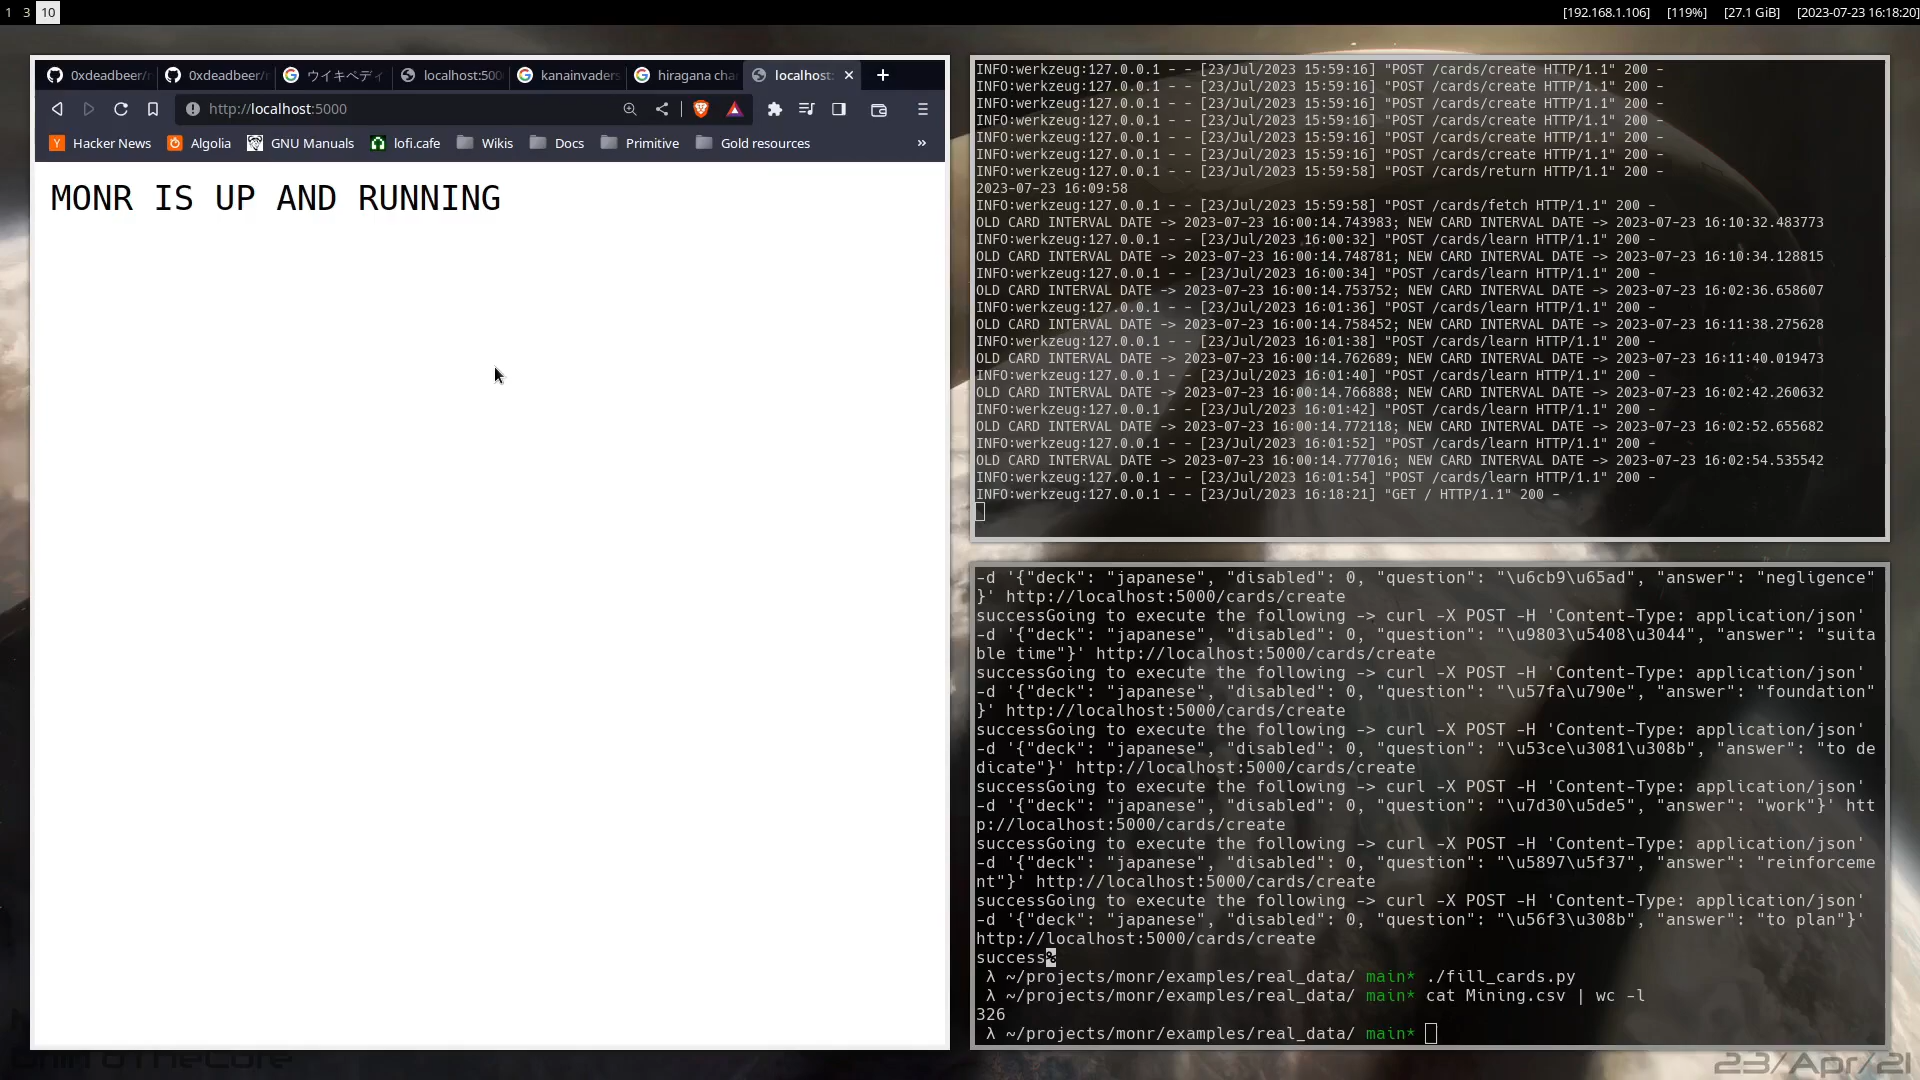 1 3 10
[192.168.1.106] [119%] [27.1 GiB] [2023-07-23 16:18:20]
0xdeadbeer/ 0xdeadbeer/ ウイキペディ localhost:500 kanainvaders hiragana cha localhost:
http://localhost:5000
Hacker News Algolia GNU Manuals lofi.cafe Wikis Docs Primitive Gold resources »
MONR IS UP AND RUNNING
INFO:werkzeug:127.0.0.1 - - [23/Jul/2023 15:59:16] "POST /cards/create HTTP/1.1" 200 -
INFO:werkzeug:127.0.0.1 - - [23/Jul/2023 15:59:16] "POST /cards/create HTTP/1.1" 200 -
INFO:werkzeug:127.0.0.1 - - [23/Jul/2023 15:59:16] "POST /cards/create HTTP/1.1" 200 -
INFO:werkzeug:127.0.0.1 - - [23/Jul/2023 15:59:16] "POST /cards/create HTTP/1.1" 200 -
INFO:werkzeug:127.0.0.1 - - [23/Jul/2023 15:59:16] "POST /cards/create HTTP/1.1" 200 -
INFO:werkzeug:127.0.0.1 - - [23/Jul/2023 15:59:16] "POST /cards/create HTTP/1.1" 200 -
INFO:werkzeug:127.0.0.1 - - [23/Jul/2023 15:59:58] "POST /cards/return HTTP/1.1" 200 -
2023-07-23 16:09:58
INFO:werkzeug:127.0.0.1 - - [23/Jul/2023 15:59:58] "POST /cards/fetch HTTP/1.1" 200 -
OLD CARD INTERVAL DATE -> 2023-07-23 16:00:14.743983; NEW CARD INTERVAL DATE -> 2023-07-23 16:10:32.483773
INFO:werkzeug:127.0.0.1 - - [23/Jul/2023 16:00:32] "POST /cards/learn HTTP/1.1" 200 -
OLD CARD INTERVAL DATE -> 2023-07-23 16:00:14.748781; NEW CARD INTERVAL DATE -> 2023-07-23 16:10:34.128815
INFO:werkzeug:127.0.0.1 - - [23/Jul/2023 16:00:34] "POST /cards/learn HTTP/1.1" 200 -
OLD CARD INTERVAL DATE -> 2023-07-23 16:00:14.753752; NEW CARD INTERVAL DATE -> 2023-07-23 16:02:36.658607
INFO:werkzeug:127.0.0.1 - - [23/Jul/2023 16:01:36] "POST /cards/learn HTTP/1.1" 200 -
OLD CARD INTERVAL DATE -> 2023-07-23 16:00:14.758452; NEW CARD INTERVAL DATE -> 2023-07-23 16:11:38.275628
INFO:werkzeug:127.0.0.1 - - [23/Jul/2023 16:01:38] "POST /cards/learn HTTP/1.1" 200 -
OLD CARD INTERVAL DATE -> 2023-07-23 16:00:14.762689; NEW CARD INTERVAL DATE -> 2023-07-23 16:11:40.019473
INFO:werkzeug:127.0.0.1 - - [23/Jul/2023 16:01:40] "POST /cards/learn HTTP/1.1" 200 -
OLD CARD INTERVAL DATE -> 2023-07-23 16:00:14.766888; NEW CARD INTERVAL DATE -> 2023-07-23 16:02:42.260632
INFO:werkzeug:127.0.0.1 - - [23/Jul/2023 16:01:42] "POST /cards/learn HTTP/1.1" 200 -
OLD CARD INTERVAL DATE -> 2023-07-23 16:00:14.772118; NEW CARD INTERVAL DATE -> 2023-07-23 16:02:52.655682
INFO:werkzeug:127.0.0.1 - - [23/Jul/2023 16:01:52] "POST /cards/learn HTTP/1.1" 200 -
OLD CARD INTERVAL DATE -> 2023-07-23 16:00:14.777016; NEW CARD INTERVAL DATE -> 2023-07-23 16:02:54.535542
INFO:werkzeug:127.0.0.1 - - [23/Jul/2023 16:01:54] "POST /cards/learn HTTP/1.1" 200 -
INFO:werkzeug:127.0.0.1 - - [23/Jul/2023 16:18:21] "GET / HTTP/1.1" 200 -
-d '{"deck": "japanese", "disabled": 0, "question": "\u6cb9\u65ad", "answer": "negligence"
}' http://localhost:5000/cards/create
successGoing to execute the following -> curl -X POST -H 'Content-Type: application/json'
-d '{"deck": "japanese", "disabled": 0, "question": "\u9803\u5408\u3044", "answer": "suita
ble time"}' http://localhost:5000/cards/create
successGoing to execute the following -> curl -X POST -H 'Content-Type: application/json'
-d '{"deck": "japanese", "disabled": 0, "question": "\u57fa\u790e", "answer": "foundation"
}' http://localhost:5000/cards/create
successGoing to execute the following -> curl -X POST -H 'Content-Type: application/json'
-d '{"deck": "japanese", "disabled": 0, "question": "\u53ce\u3081\u308b", "answer": "to de
dicate"}' http://localhost:5000/cards/create
successGoing to execute the following -> curl -X POST -H 'Content-Type: application/json'
-d '{"deck": "japanese", "disabled": 0, "question": "\u7d30\u5de5", "answer": "work"}' htt
p://localhost:5000/cards/create
successGoing to execute the following -> curl -X POST -H 'Content-Type: application/json'
-d '{"deck": "japanese", "disabled": 0, "question": "\u5897\u5f37", "answer": "reinforceme
nt"}' http://localhost:5000/cards/create
successGoing to execute the following -> curl -X POST -H 'Content-Type: application/json'
-d '{"deck": "japanese", "disabled": 0, "question": "\u56f3\u308b", "answer": "to plan"}'
http://localhost:5000/cards/create
success%
λ ~/projects/monr/examples/real_data/ main* ./fill_cards.py
λ ~/projects/monr/examples/real_data/ main* cat Mining.csv | wc -l
326
λ ~/projects/monr/examples/real_data/ main*
23/Apr/21